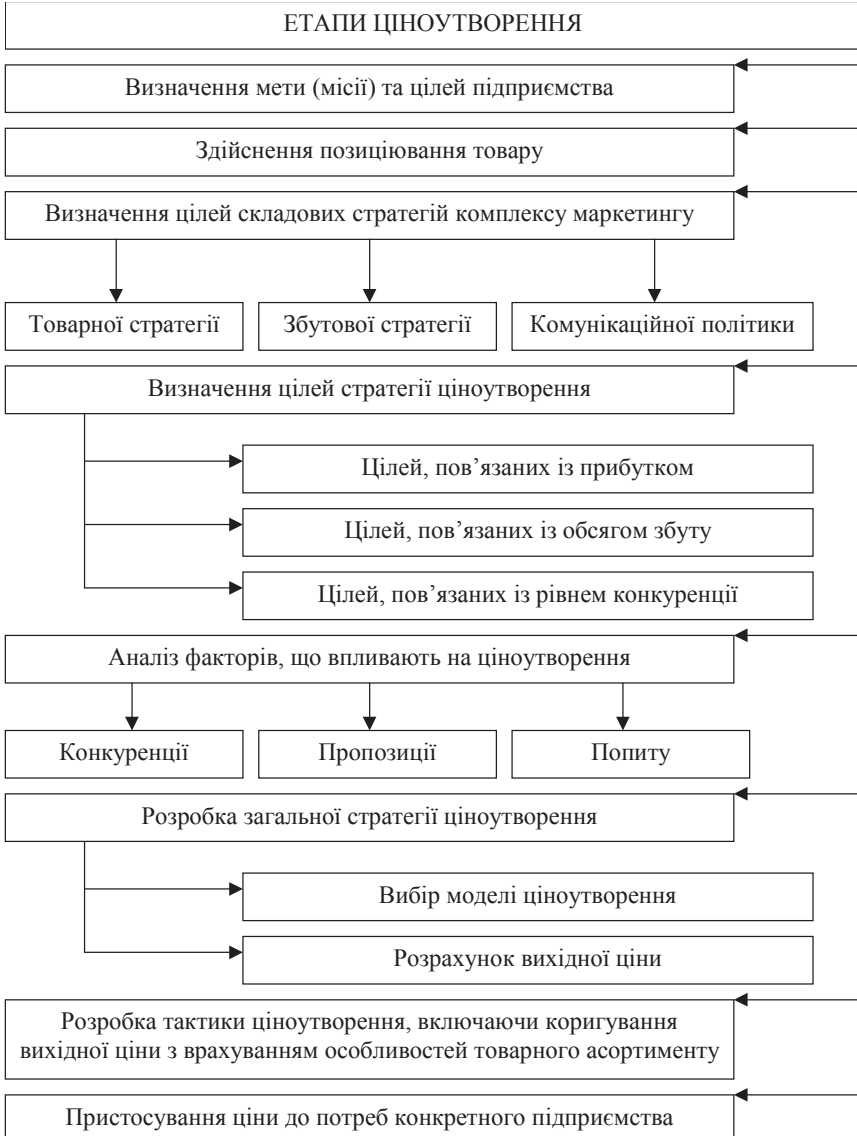 ЕТАПИ ЦІНОУТВОРЕННЯ
Визначення мети (місії) та цілей підприємства
Здійснення позиціювання товару
Визначення цілей складових стратегій комплексу маркетингу
Товарної стратегії
Збутової стратегії
Комунікаційної політики
Визначення цілей стратегії ціноутворення
Цілей, пов’язаних із прибутком
Цілей, пов’язаних із обсягом збуту
Цілей, пов’язаних із рівнем конкуренції
Аналіз факторів, що впливають на ціноутворення
Конкуренції
Пропозиції
Попиту
Розробка загальної стратегії ціноутворення
Вибір моделі ціноутворення
Розрахунок вихідної ціни
Розробка тактики ціноутворення, включаючи коригування
вихідної ціни з врахуванням особливостей товарного асортименту
Пристосування ціни до потреб конкретного підприємства